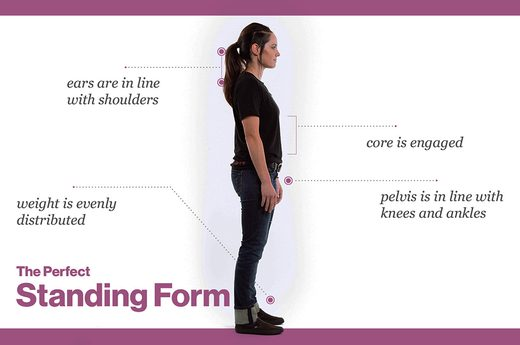 ears are in line
with shoulders
core is engaged
pelvis is in line with
knees and ankles
weight is evenly
distributed
The Perfect
Standing Form